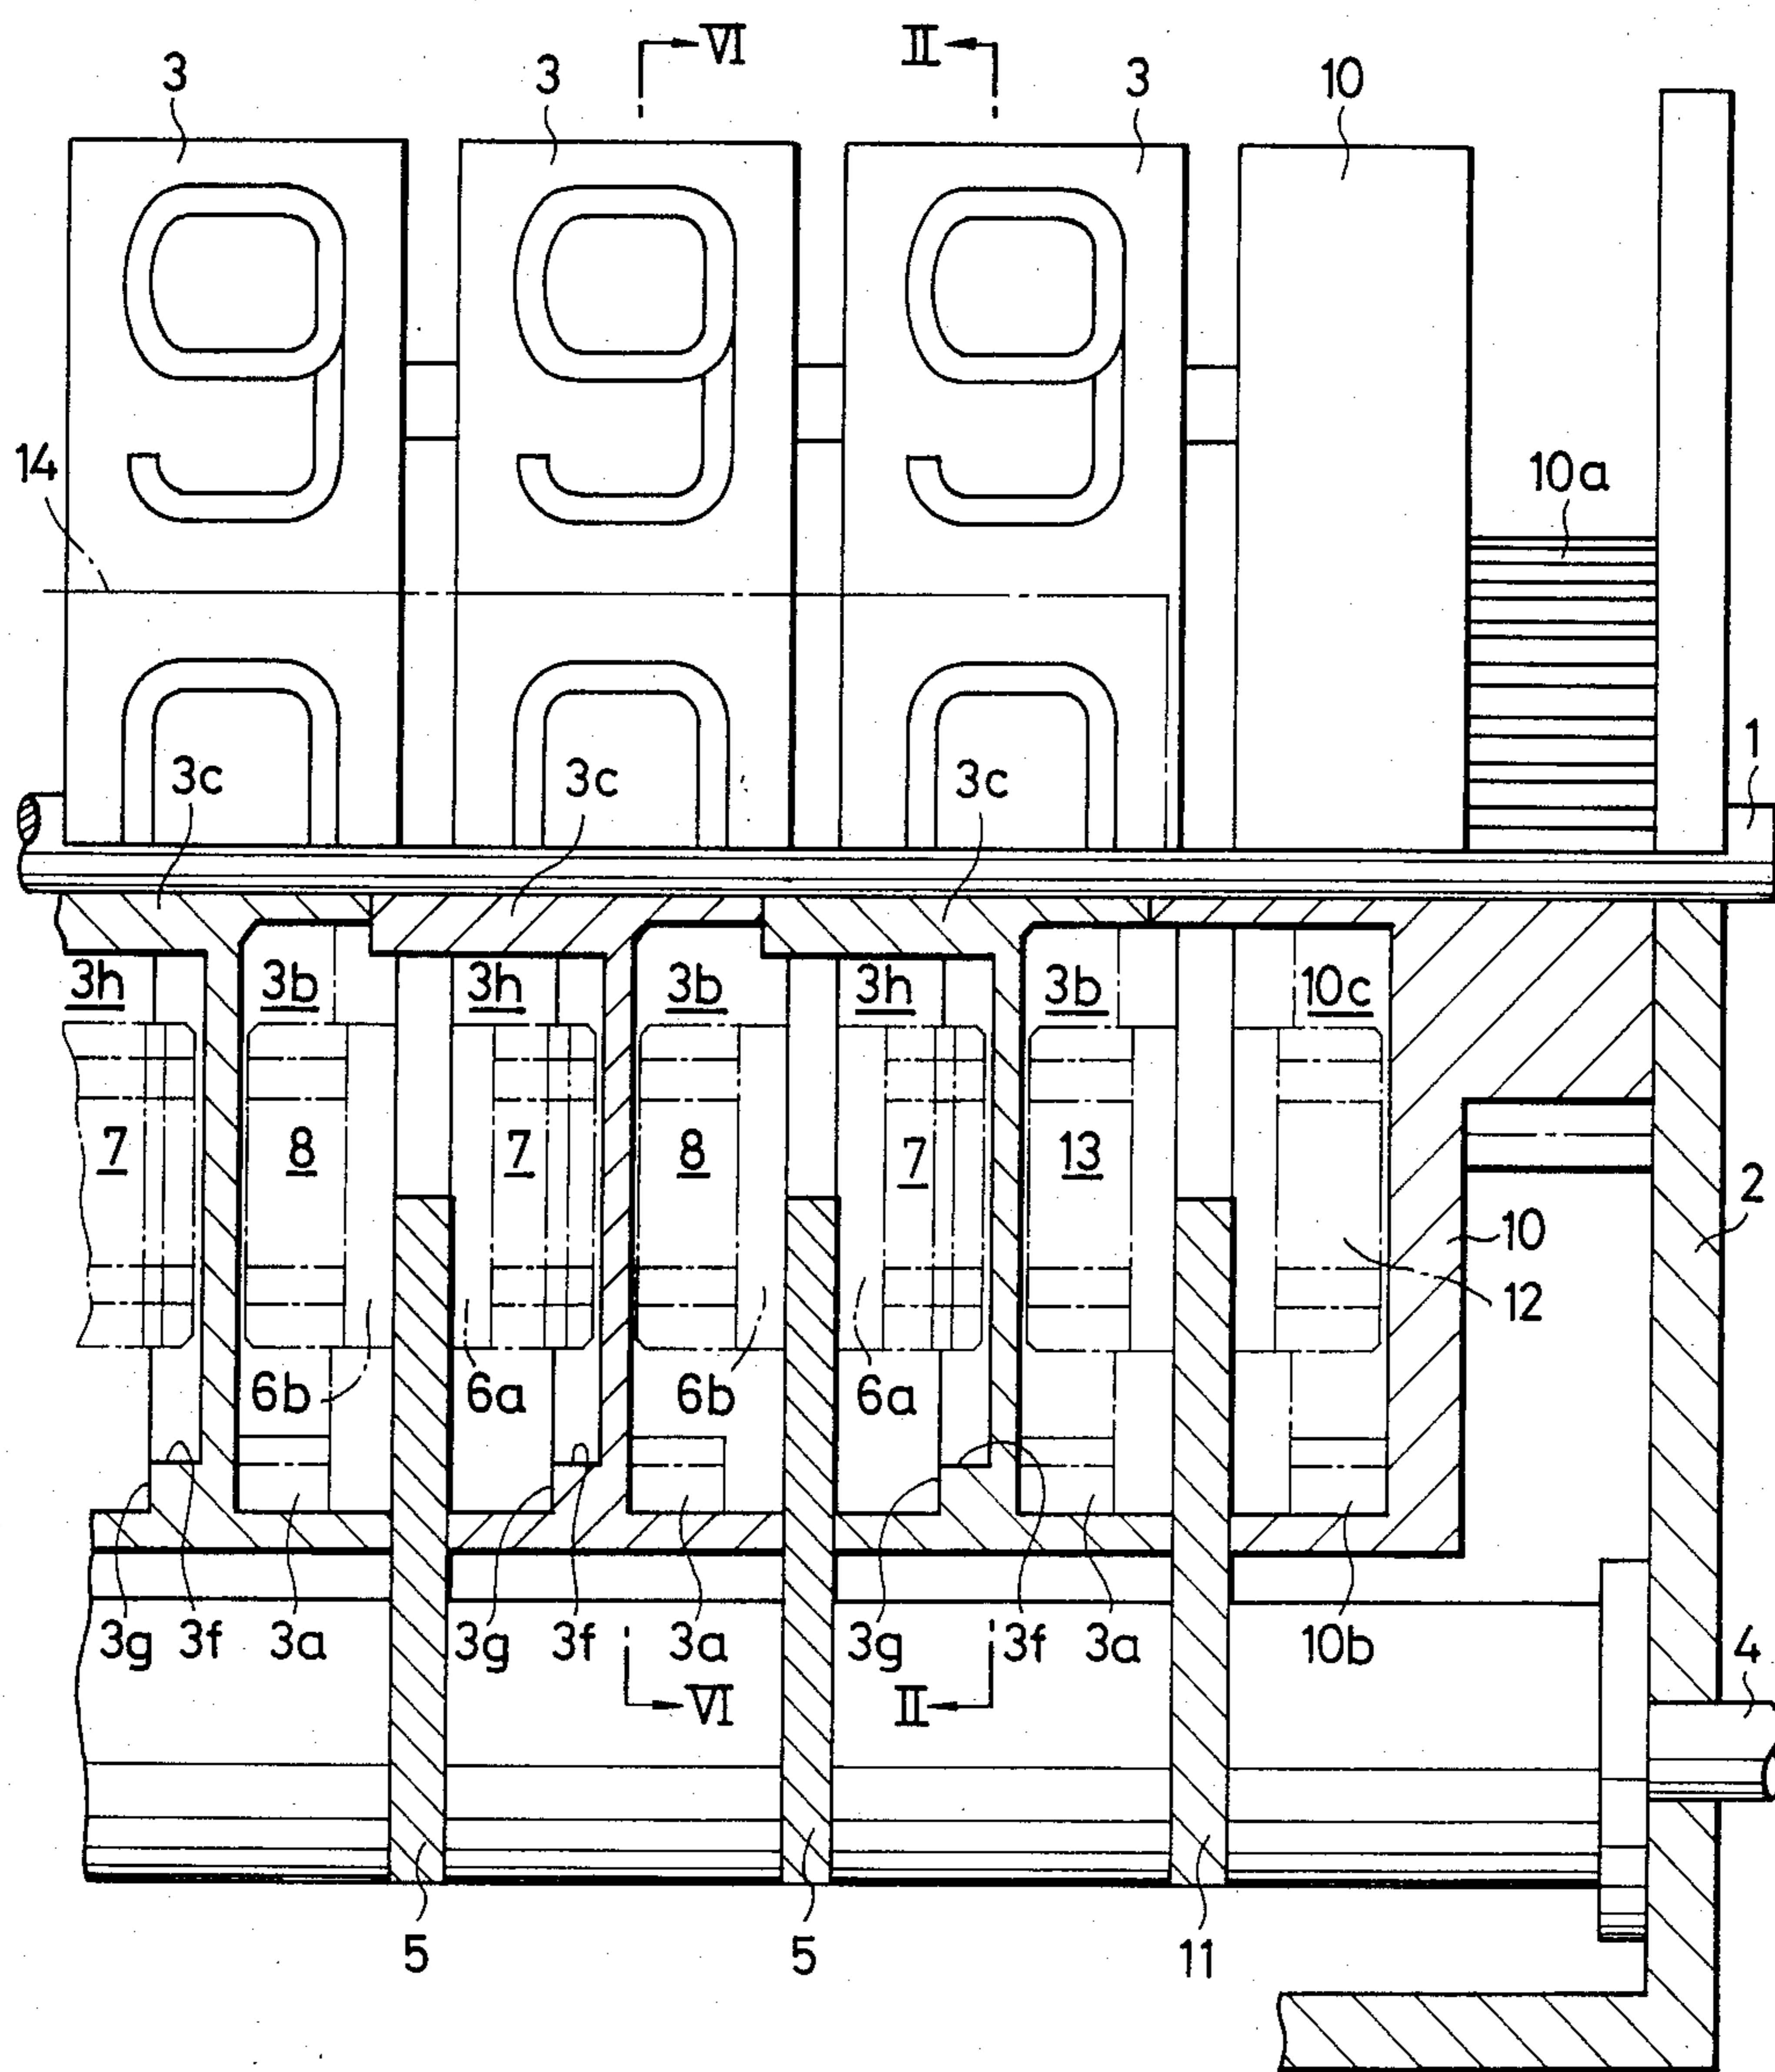 VI II
3 3 3 10
9 9 9
14 10a
3c 3c 3c 1
3h 3b 3h 3b 3h 3b 10c
7 8 7 8 7 13 2
10
12
6b 6a 6b 6a
3g 3f 3a 3g 3f 3a 3g 3f 3a 10b 4
VI II
5 5 11